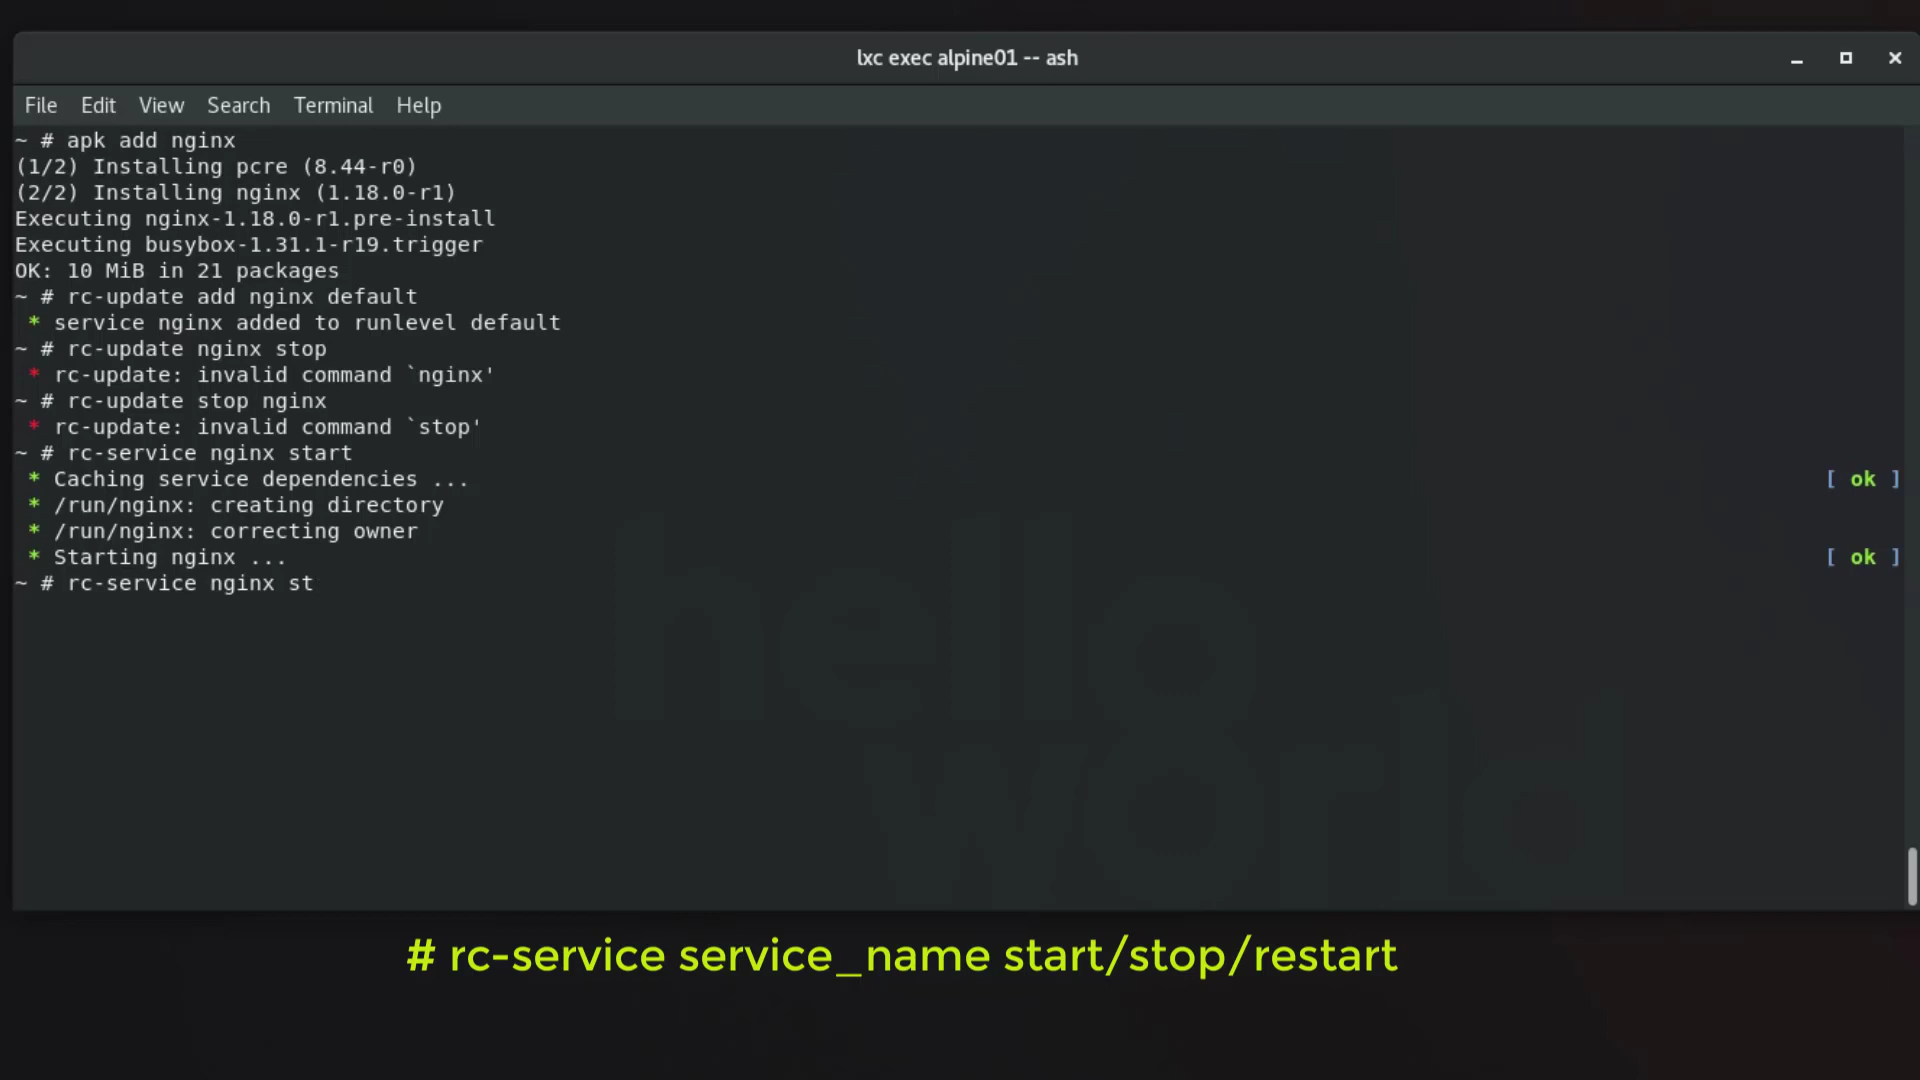 lxc exec alpine01 -- ash
File Edit View Search Terminal Help
~ # apk add nginx
(1/2) Installing pcre (8.44-r0)
(2/2) Installing nginx (1.18.0-r1)
Executing nginx-1.18.0-r1.pre-install
Executing busybox-1.31.1-r19.trigger
OK: 10 MiB in 21 packages
~ # rc-update add nginx default
 * service nginx added to runlevel default
~ # rc-update nginx stop
 * rc-update: invalid command `nginx'
~ # rc-update stop nginx
 * rc-update: invalid command `stop'
~ # rc-service nginx start
 * Caching service dependencies ... [ ok ]
 * /run/nginx: creating directory
 * /run/nginx: correcting owner
 * Starting nginx ... [ ok ]
~ # rc-service nginx st
hello
world
# rc-service service_name start/stop/restart